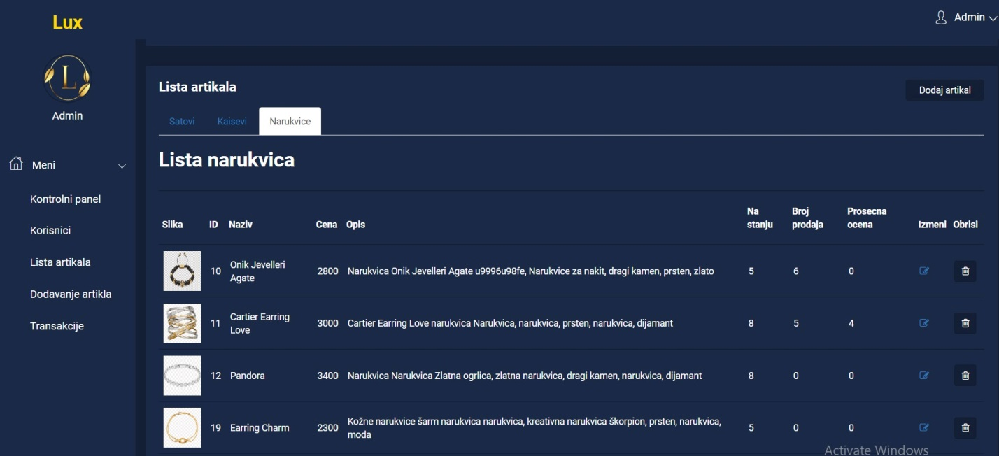 Lux
Admin
L
Admin
Meni
Kontrolni panel
Korisnici
Lista artikala
Dodavanje artikla
Transakcije
Lista artikala
Dodaj artikal
Satovi Kaisevi Narukvice
Lista narukvica
Slika ID Naziv Cena Opis Na stanju Broj prodaja Prosecna ocena Izmeni Obrisi
10 Onik Jevelleri Agate 2800 Narukvica Onik Jevelleri Agate u9996u98fe, Narukvice za nakit, dragi kamen, prsten, zlato 5 6 0
11 Cartier Earring Love 3000 Cartier Earring Love narukvica Narukvica, narukvica, prsten, narukvica, dijamant 8 5 4
12 Pandora 3400 Narukvica Narukvica Zlatna ogrlica, zlatna narukvica, dragi kamen, narukvica, dijamant 8 0 0
19 Earring Charm 2300 Kožne narukvice šarm narukvica narukvica, kreativna narukvica škorpion, prsten, narukvica, moda 5 0 0
Activate Windows